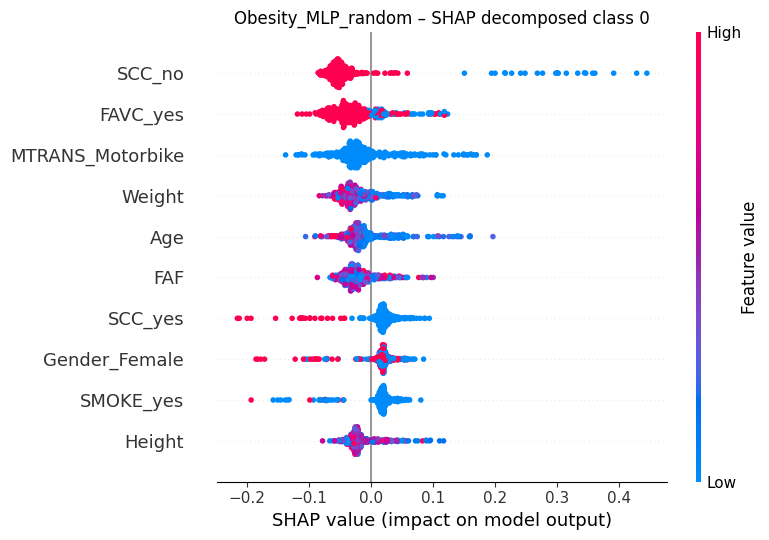 Obesity_MLP_random – SHAP decomposed class 0
High
SCC_no
FAVC_yes
MTRANS_Motorbike
Weight
Age
FAF
SCC_yes
Gender_Female
SMOKE_yes
Height
Feature value
Low
−0.2 −0.1 0.0 0.1 0.2 0.3 0.4
SHAP value (impact on model output)